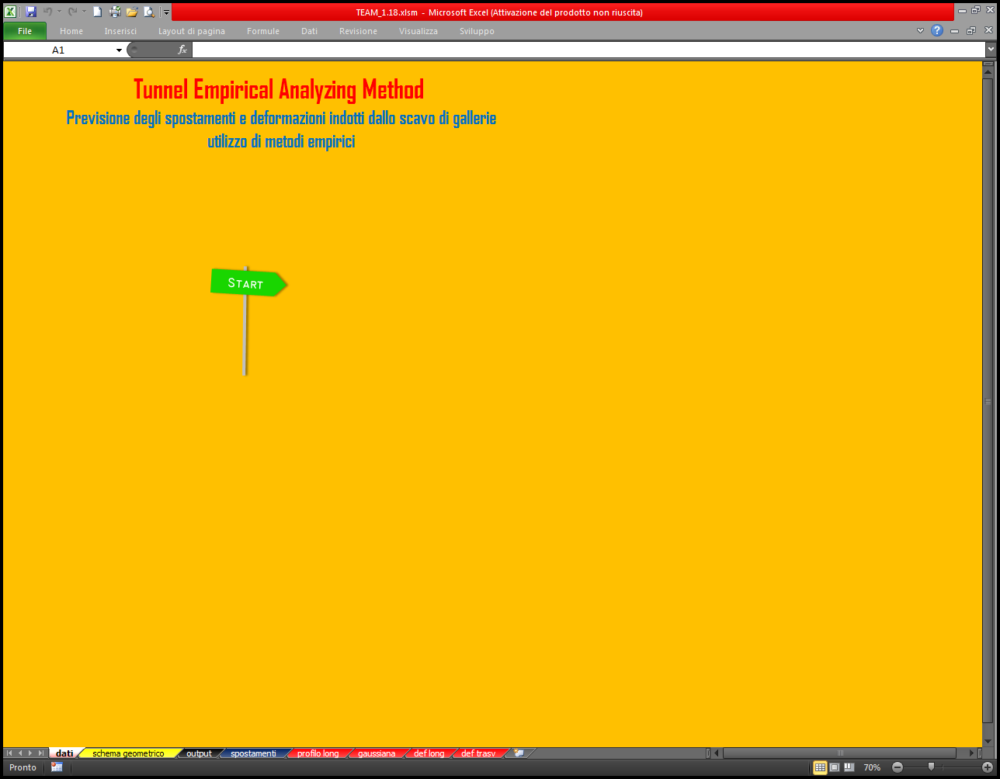 TEAM_1.18.xlsm - Microsoft Excel (Attivazione del prodotto non riuscita)
File Home Inserisci Layout di pagina Formule Dati Revisione Visualizza Sviluppo
A1 fx
Tunnel Empirical Analyzing Method
Previsione degli spostamenti e deformazioni indotti dallo scavo di gallerie
utilizzo di metodi empirici
START
dati schema geometrico output spostamenti profilo long gaussiana def long def trasv
Pronto 70%